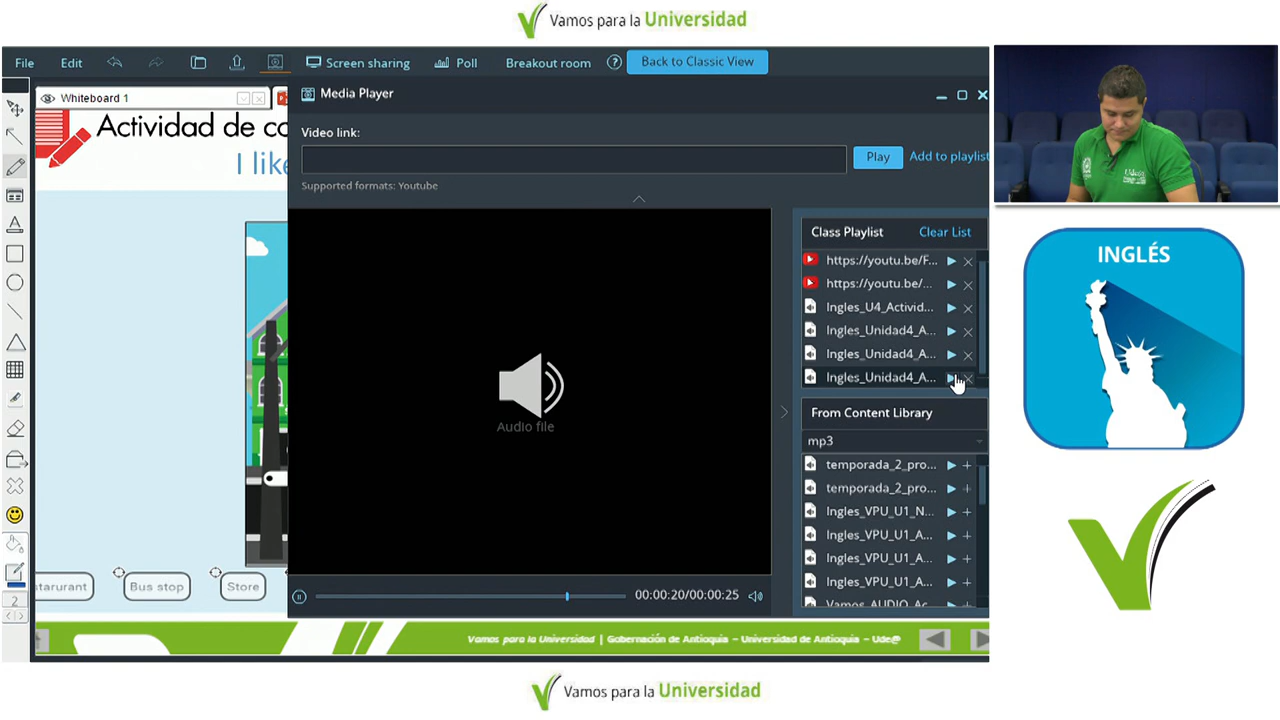 Vamos para la Universidad
File Edit Screen sharing Poll Breakout room ? Back to Classic View
Whiteboard 1
Media Player
Actividad de co
I like
Video link:
Play Add to playlist
Supported formats: Youtube
Class Playlist Clear List
https://youtu.be/F...
https://youtu.be/...
Ingles_U4_Activid...
Ingles_Unidad4_A...
Ingles_Unidad4_A...
Ingles_Unidad4_A...
From Content Library
mp3
temporada_2_pro...
temporada_2_pro...
Ingles_VPU_U1_N...
Ingles_VPU_U1_A...
Ingles_VPU_U1_A...
Ingles_VPU_U1_A...
Vamos_AUDIO_Ac...
Audio file
00:00:20/00:00:25
starurant Bus stop Store
2
Vamos para la Universidad | Gobernación de Antioquia – Universidad de Antioquia – Ude@
INGLÉS
Vamos para la Universidad